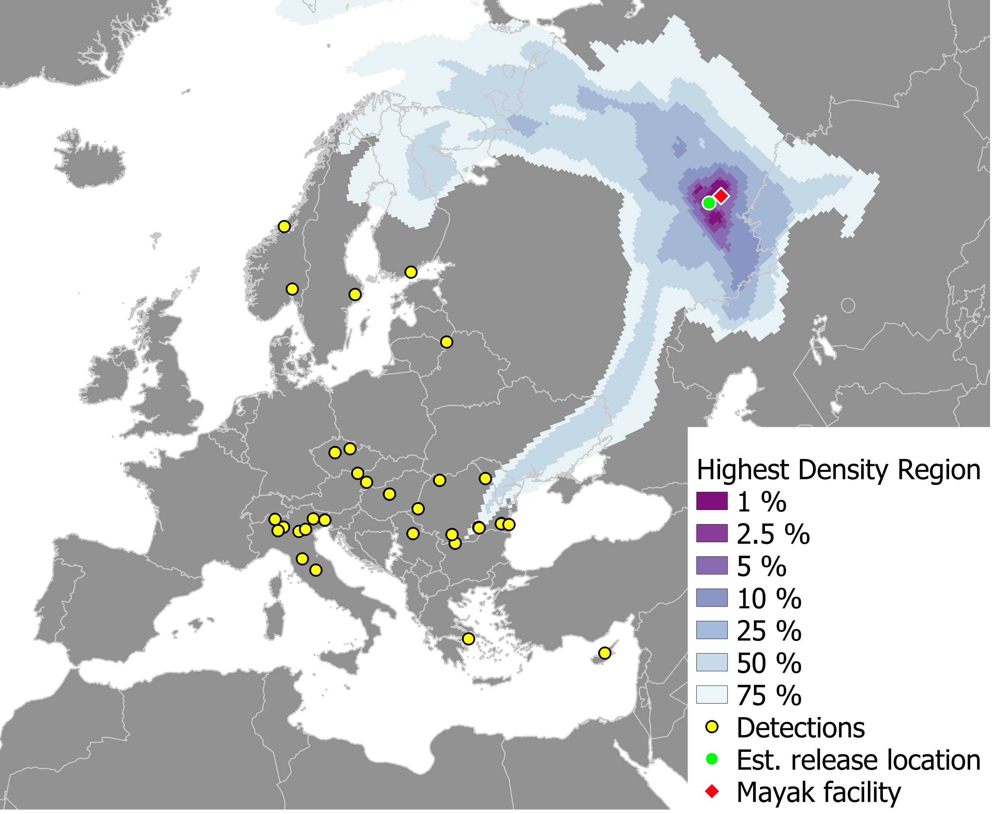 Highest Density Region
1 %
2.5 %
5 %
10 %
25 %
50 %
75 %
Detections
Est. release location
Mayak facility